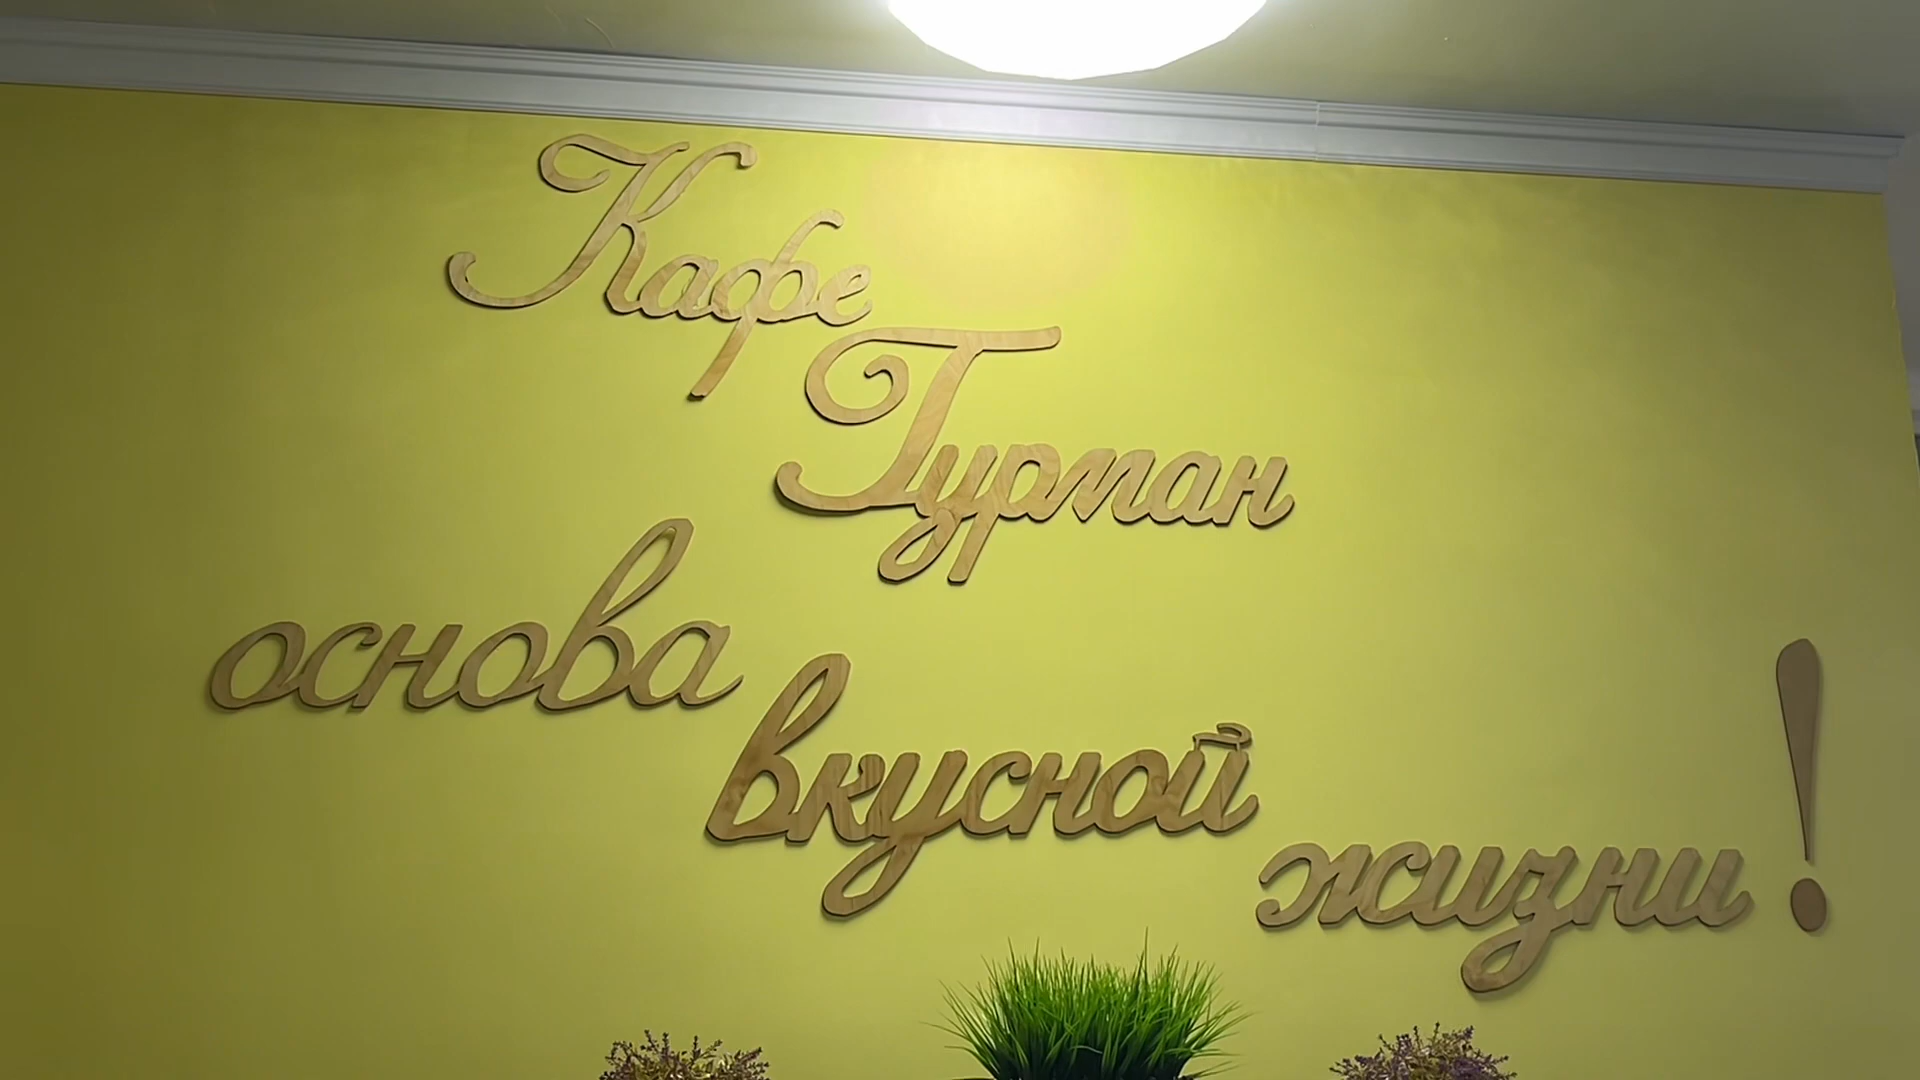 Кафе
Гурман
основа
вкусной
жизни!